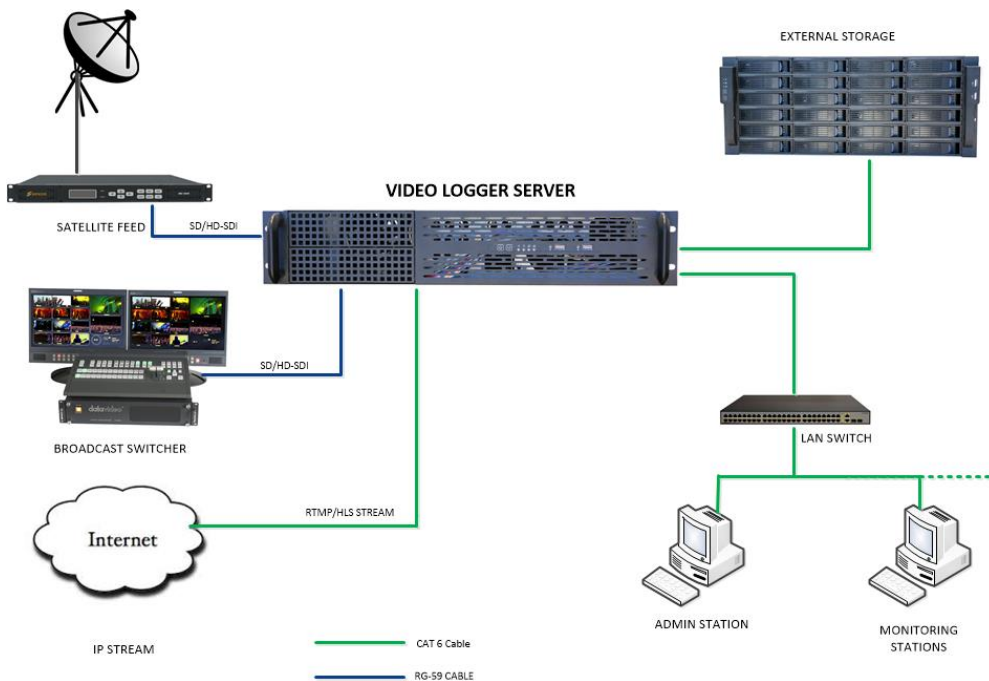 EXTERNAL STORAGE
VIDEO LOGGER SERVER
SATELLITE FEED
SD/HD-SDI
SD/HD-SDI
datavideo
BROADCAST SWITCHER
LAN SWITCH
Internet
RTMP/HLS STREAM
ADMIN STATION
MONITORING
STATIONS
IP STREAM
CAT 6 Cable
RG-59 CABLE